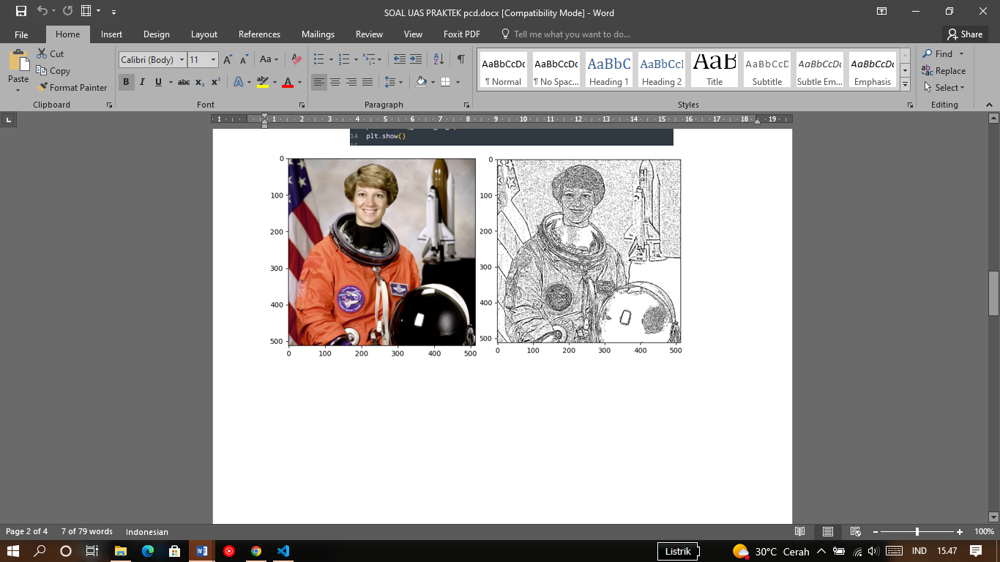 SOAL UAS PRAKTEK pcd.docx [Compatibility Mode] - Word
File Home Insert Design Layout References Mailings Review View Foxit PDF Tell me what you want to do... Share
Paste
Cut
Copy
Format Painter
Clipboard
Calibri (Body) 11 Aa
B I U abc x₂ x² A ab A
Font
Paragraph
AaBbCcDc AaBbCcDc AaBbC AaBbCcI AaB AaBbCcD AaBbCcDc AaBbCcDc
¶ Normal ¶ No Spac... Heading 1 Heading 2 Title Subtitle Subtle Em... Emphasis
Styles
Find
Replace
Select
Editing
1 1 2 3 4 5 6 7 8 9 10 11 12 13 14 15 16 17 18 19
14 plt.show()
0
100
200
300
400
500
0 100 200 300 400 500
0
100
200
300
400
500
0 100 200 300 400 500
Page 2 of 4 7 of 79 words Indonesian 100%
Listrik 30°C Cerah IND 15.47